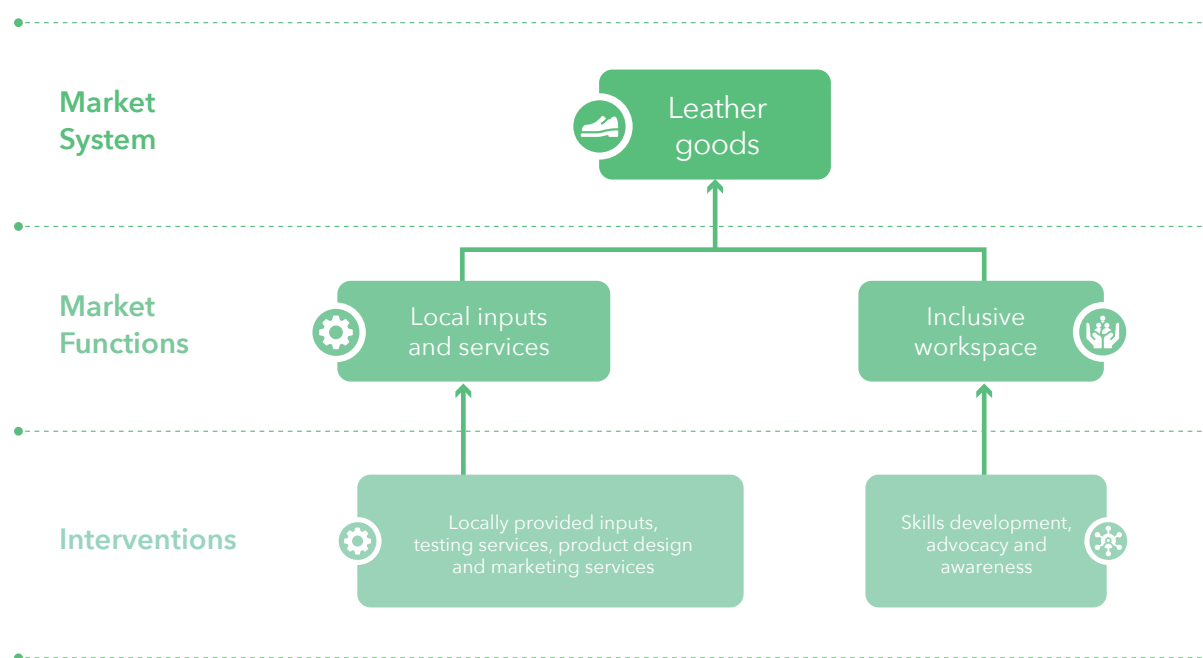 Market
System
Leather
goods
Market
Functions
Local inputs
and services
Inclusive
workspace
Interventions
Locally provided inputs,
testing services, product design
and marketing services
Skills development,
advocacy and
awareness